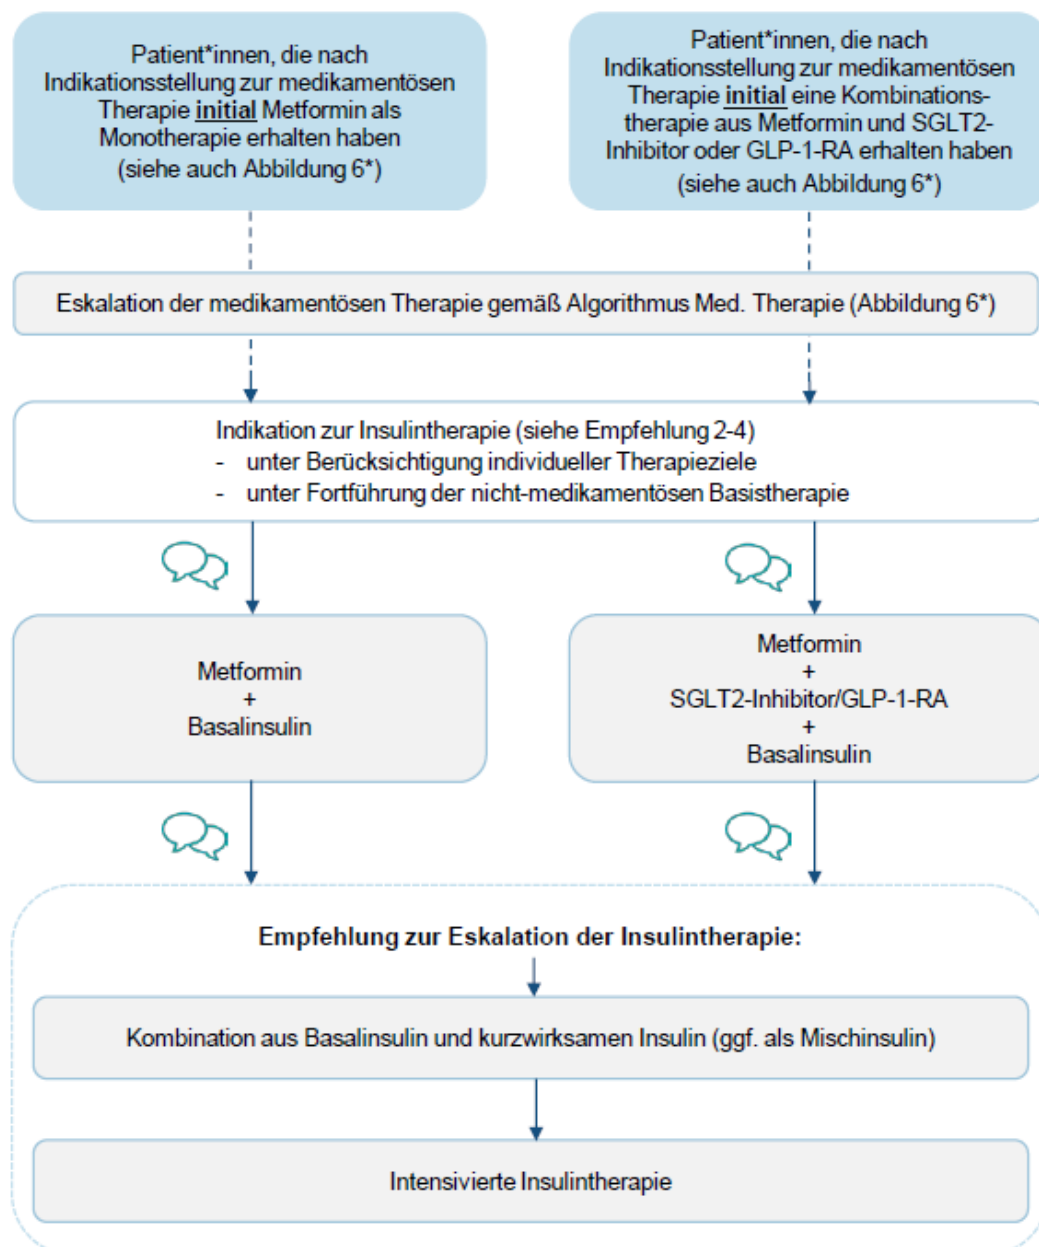 Patient*innen, die nach
Indikationsstellung zur medikamentösen
Therapie initial Metformin als
Monotherapie erhalten haben
(siehe auch Abbildung 6*)
Patient*innen, die nach
Indikationsstellung zur medikamentösen
Therapie initial eine Kombinations-
therapie aus Metformin und SGLT2-
Inhibitor oder GLP-1-RA erhalten haben
(siehe auch Abbildung 6*)
Eskalation der medikamentösen Therapie gemäß Algorithmus Med. Therapie (Abbildung 6*)
Indikation zur Insulintherapie (siehe Empfehlung 2-4)
- unter Berücksichtigung individueller Therapieziele
- unter Fortführung der nicht-medikamentösen Basistherapie
Metformin
+
Basalinsulin
Metformin
+
SGLT2-Inhibitor/GLP-1-RA
+
Basalinsulin
Empfehlung zur Eskalation der Insulintherapie:
Kombination aus Basalinsulin und kurzwirksamen Insulin (ggf. als Mischinsulin)
Intensivierte Insulintherapie